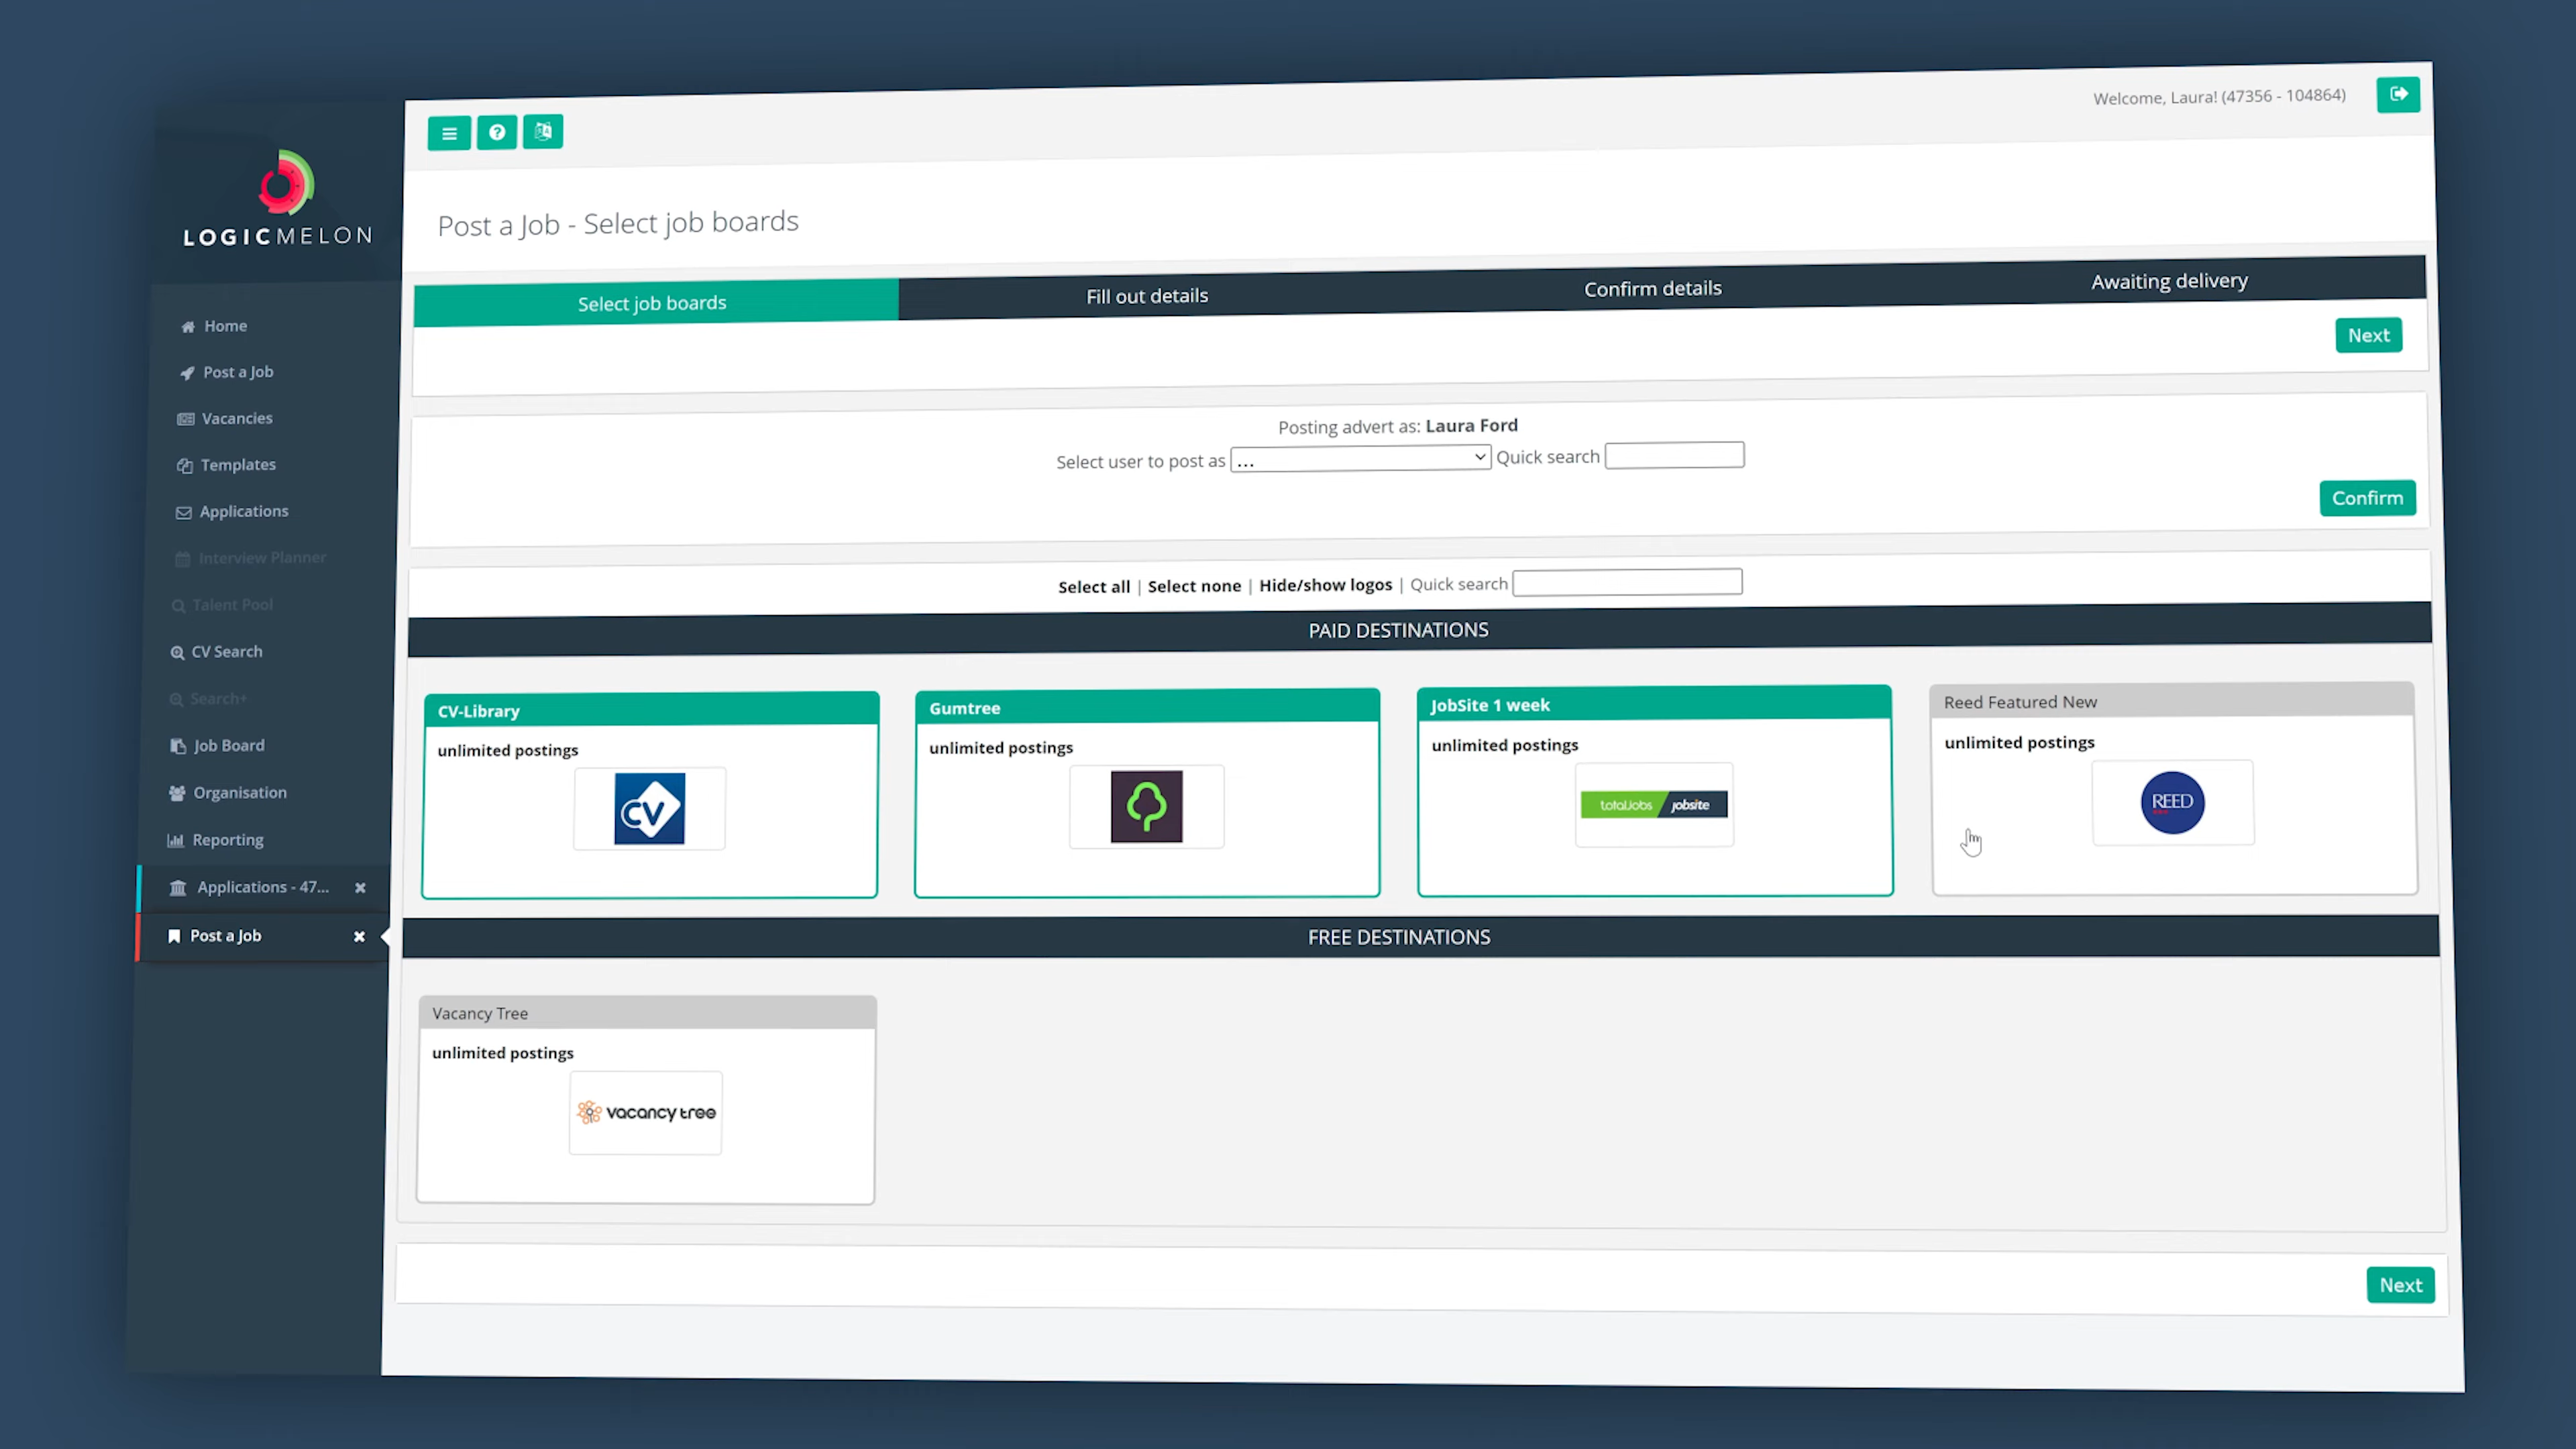 Welcome, Laura! (47356 - 104864)
LOGICMELON
Post a Job - Select job boards
Select job boards
Fill out details
Confirm details
Awaiting delivery
Next
Home
Post a Job
Vacancies
Templates
Applications
Interview Planner
Talent Pool
CV Search
Search+
Job Board
Organisation
Reporting
Applications - 47...
Post a Job
Posting advert as: Laura Ford
Select user to post as ... Quick search
Confirm
Select all | Select none | Hide/show logos | Quick search
PAID DESTINATIONS
CV-Library
unlimited postings
CV
Gumtree
unlimited postings
JobSite 1 week
unlimited postings
totaljobs jobsite
Reed Featured New
unlimited postings
REED
FREE DESTINATIONS
Vacancy Tree
unlimited postings
vacancy tree
Next